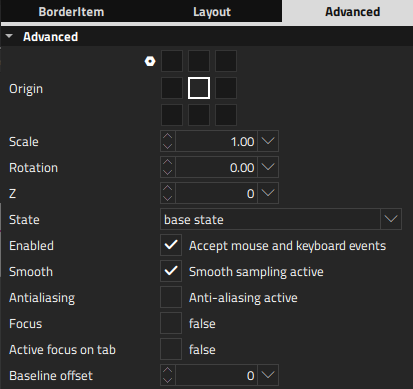 BorderItem Layout Advanced
Advanced
Origin
Scale 1.00
Rotation 0.00
Z 0
State base state
Enabled Accept mouse and keyboard events
Smooth Smooth sampling active
Antialiasing Anti-aliasing active
Focus false
Active focus on tab false
Baseline offset 0